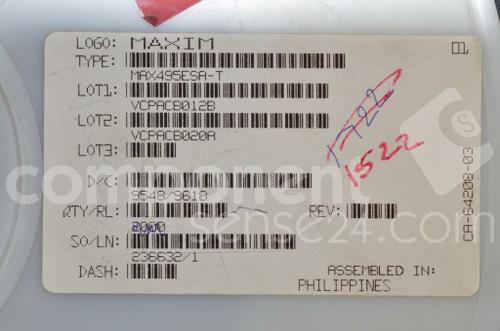 LOGO: MAXIM
01
TYPE:
MAX495ESA-T
LOT1:
VCPACB012B
LOT2:
VCPACB020A
LOT3:
1522
D/C:
9548/9618
QTY/RL:
REV:
SO/LN:
236632/1
DASH:
ASSEMBLED IN:
PHILIPPINES
CA-64208-03
component
sense24.com